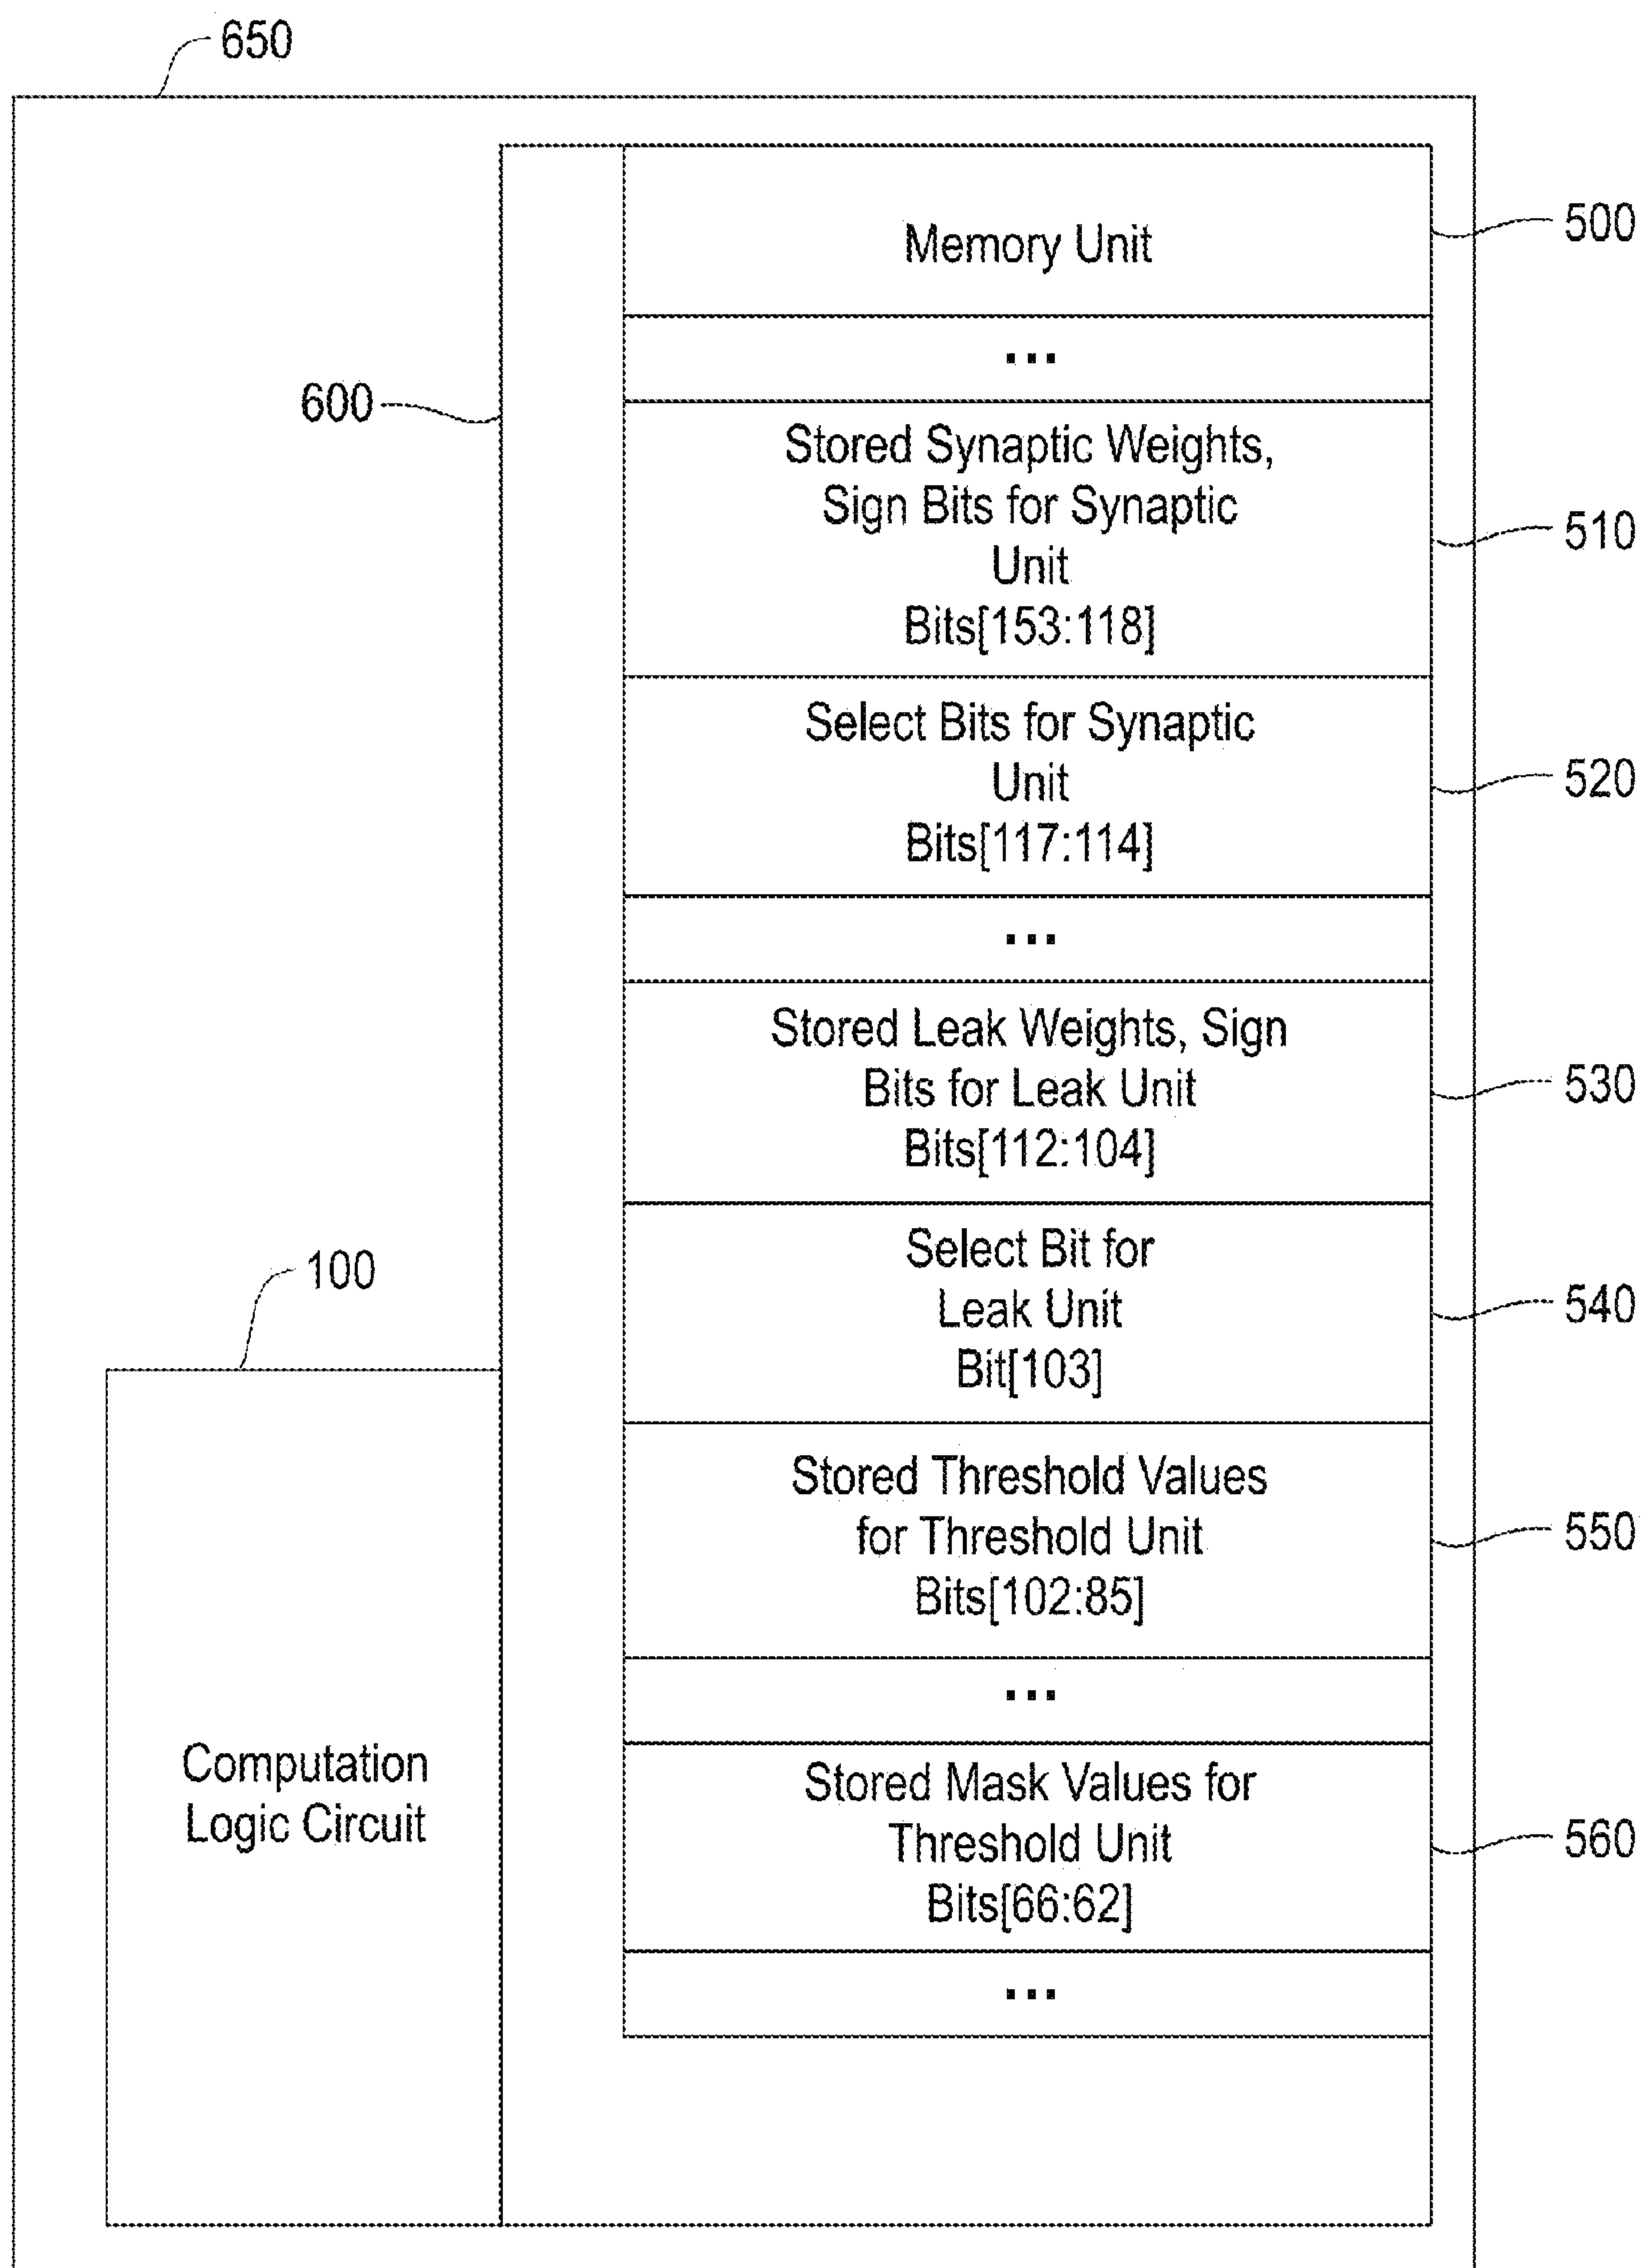 650
Memory Unit
500
...
600
Stored Synaptic Weights,
Sign Bits for Synaptic
Unit
Bits[153:118]
510
Select Bits for Synaptic
Unit
Bits[117:114]
520
...
Stored Leak Weights, Sign
Bits for Leak Unit
Bits[112:104]
530
Select Bit for
Leak Unit
Bit[103]
540
100
Stored Threshold Values
for Threshold Unit
Bits[102:85]
550
...
Computation
Logic Circuit
Stored Mask Values for
Threshold Unit
Bits[66:62]
560
...